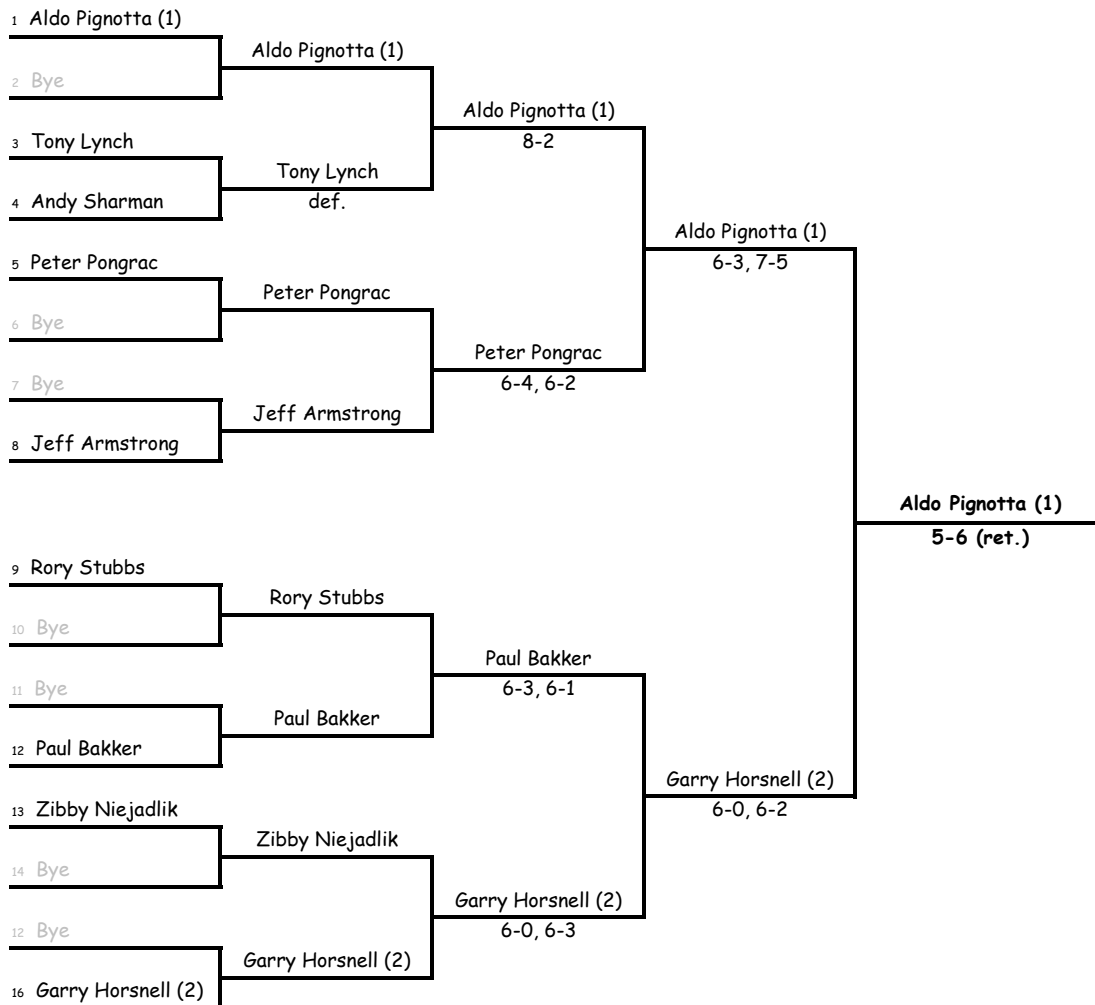 1 Aldo Pignotta (1)
Aldo Pignotta (1)
2 Bye
Aldo Pignotta (1)
8-2
3 Tony Lynch
Tony Lynch
def.
4 Andy Sharman
Aldo Pignotta (1)
6-3, 7-5
5 Peter Pongrac
Peter Pongrac
6 Bye
Peter Pongrac
6-4, 6-2
7 Bye
Jeff Armstrong
8 Jeff Armstrong
Aldo Pignotta (1)
5-6 (ret.)
9 Rory Stubbs
Rory Stubbs
10 Bye
Paul Bakker
6-3, 6-1
11 Bye
Paul Bakker
12 Paul Bakker
Garry Horsnell (2)
6-0, 6-2
13 Zibby Niejadlik
Zibby Niejadlik
14 Bye
Garry Horsnell (2)
6-0, 6-3
12 Bye
Garry Horsnell (2)
16 Garry Horsnell (2)